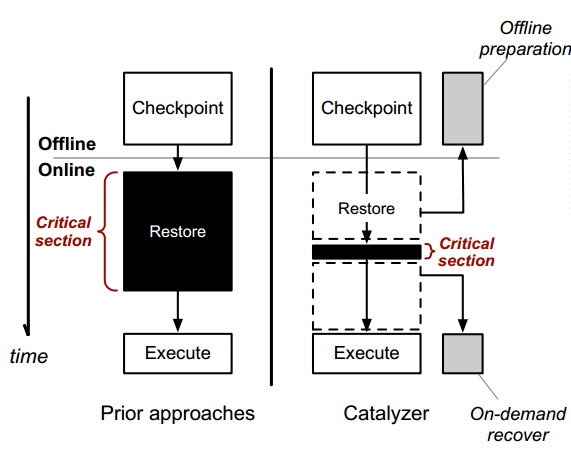 Offline
preparation
Checkpoint
Checkpoint
Offline
Online
Critical
section
Restore
Restore
Critical
section
Execute
Execute
time
Prior approaches
Catalyzer
On-demand
recover